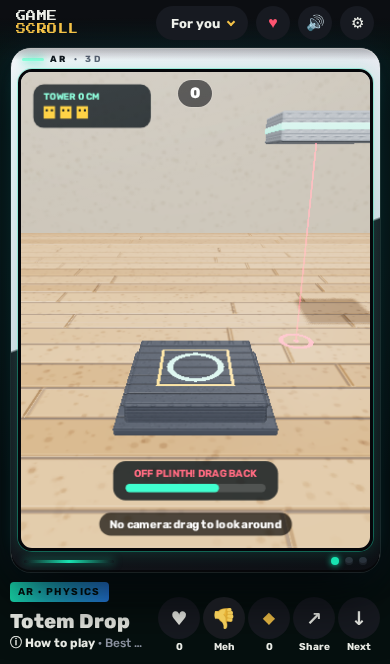 GAME
SCROLL
For you
AR • 3D
TOWER 0 CM
0
OFF PLINTH! DRAG BACK
No camera: drag to look around
AR • PHYSICS
Totem Drop
How to play • Best ...
0
Meh
0
Share
Next